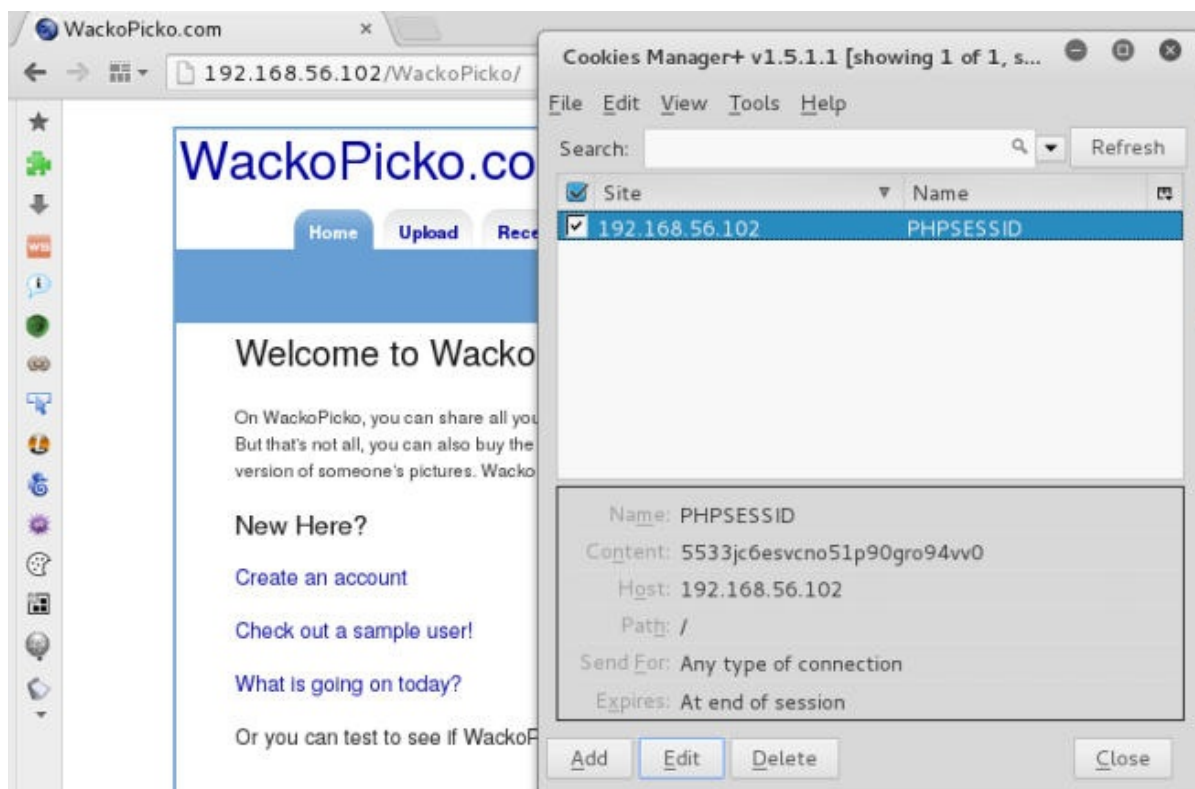 WackoPicko.com
192.168.56.102/WackoPicko/
WackoPicko.co
Home Upload Rece
Welcome to Wacko
On WackoPicko, you can share all you
But that's not all, you can also buy the
version of someone's pictures. Wacko
New Here?
Create an account
Check out a sample user!
What is going on today?
Or you can test to see if WackoP
Cookies Manager+ v1.5.1.1 [showing 1 of 1, s...
File Edit View Tools Help
Search: Refresh
Site Name
192.168.56.102 PHPSESSID
Name: PHPSESSID
Content: 5533jc6esvcno51p90gro94vv0
Host: 192.168.56.102
Path: /
Send For: Any type of connection
Expires: At end of session
Add Edit Delete Close